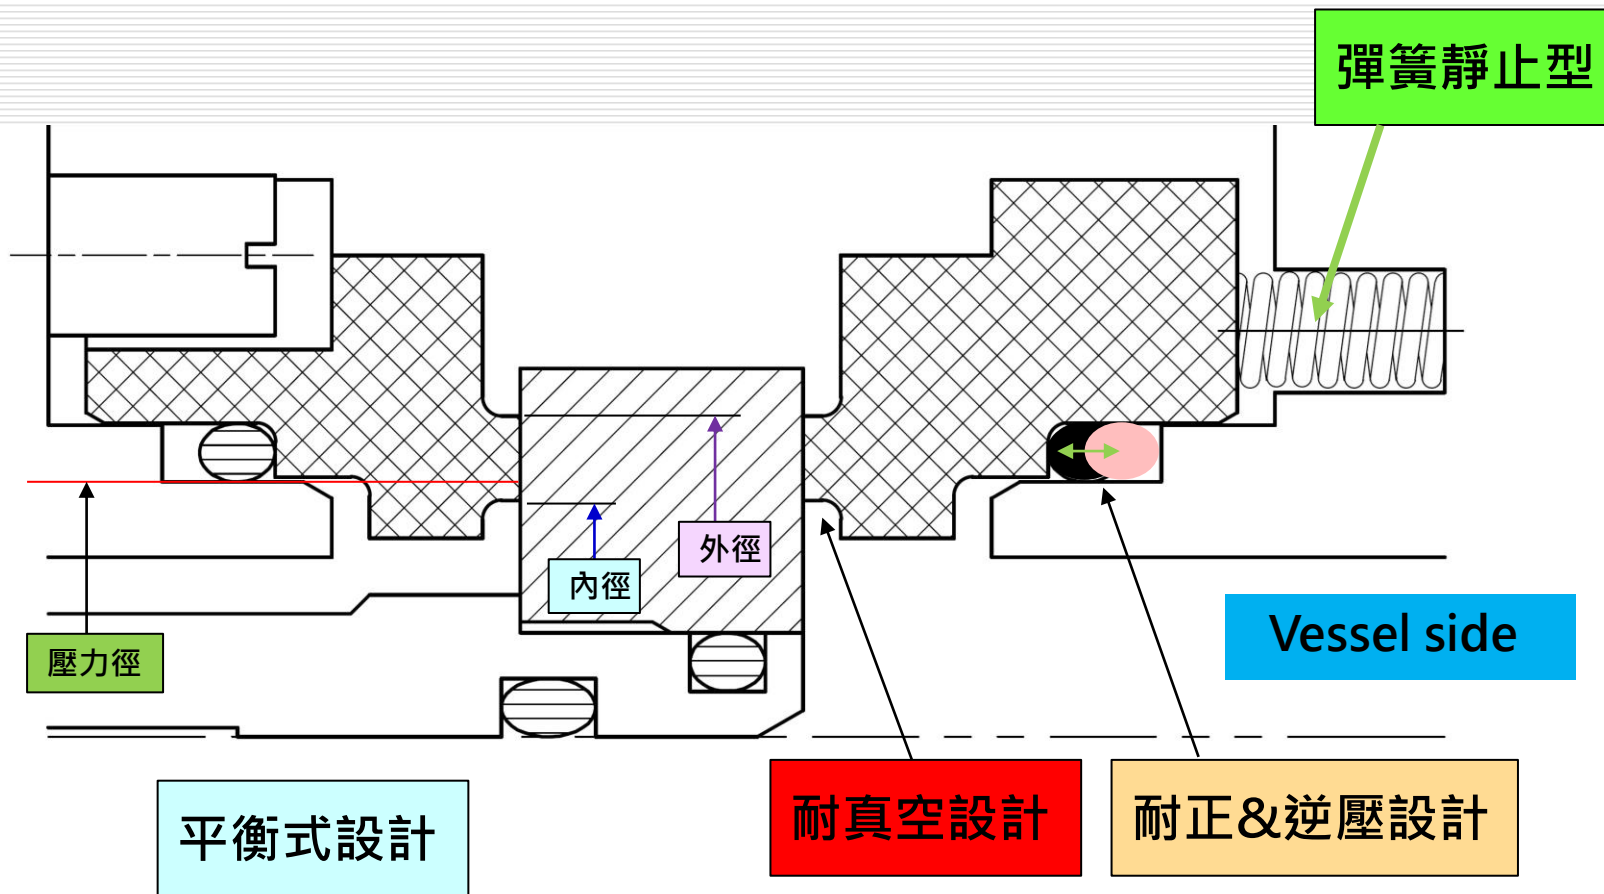 彈簧靜止型
外徑
內徑
壓力徑
Vessel side
平衡式設計
耐真空設計
耐正&逆壓設計